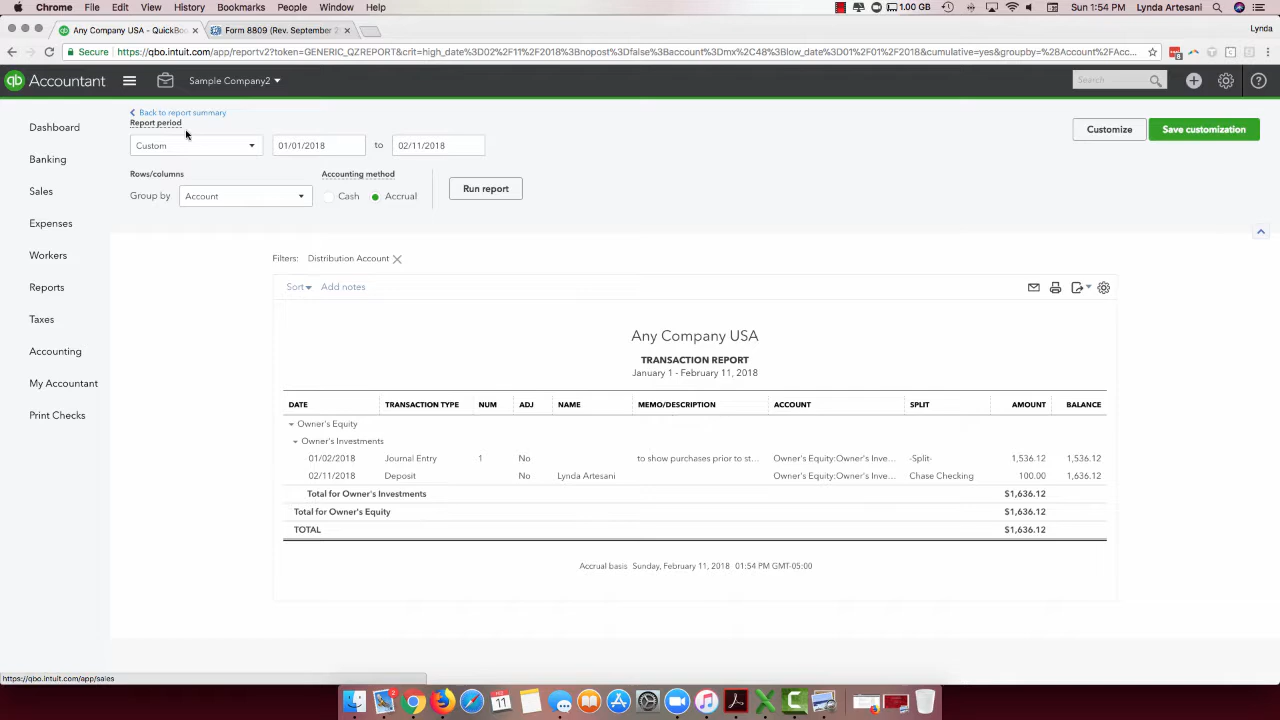 Chrome File Edit View History Bookmarks People Window Help 1.00 GB Sun 1:54 PM Lynda Artesani
Any Company USA - QuickBoo Form 8809 (Rev. September 2 Lynda
Secure https://qbo.intuit.com/app/reportv2?token=GENERIC_QZREPORT&crit=high_date%3D02%2F11%2F2018%3Bnopost%3Dfalse%3Baccount%3Dmx%2C48%3Blow_date%3D01%2F01%2F2018&cumulative=yes&groupby=%28Account%2FAcc...
qb Accountant Sample Company2 Search
Back to report summary
Report period
Custom 01/01/2018 to 02/11/2018 Customize Save customization
Rows/columns Accounting method
Group by Account Cash Accrual Run report
Dashboard
Banking
Sales
Expenses
Workers
Reports
Taxes
Accounting
My Accountant
Print Checks
Filters: Distribution Account
Sort Add notes
Any Company USA
TRANSACTION REPORT
January 1 - February 11, 2018
DATE TRANSACTION TYPE NUM ADJ NAME MEMO/DESCRIPTION ACCOUNT SPLIT AMOUNT BALANCE
Owner's Equity
Owner's Investments
01/02/2018 Journal Entry 1 No to show purchases prior to st... Owner's Equity:Owner's Inve... -Split- 1,536.12 1,536.12
02/11/2018 Deposit No Lynda Artesani Owner's Equity:Owner's Inve... Chase Checking 100.00 1,636.12
Total for Owner's Investments $1,636.12
Total for Owner's Equity $1,636.12
TOTAL $1,636.12
Accrual basis Sunday, February 11, 2018 01:54 PM GMT-05:00
https://qbo.intuit.com/app/sales